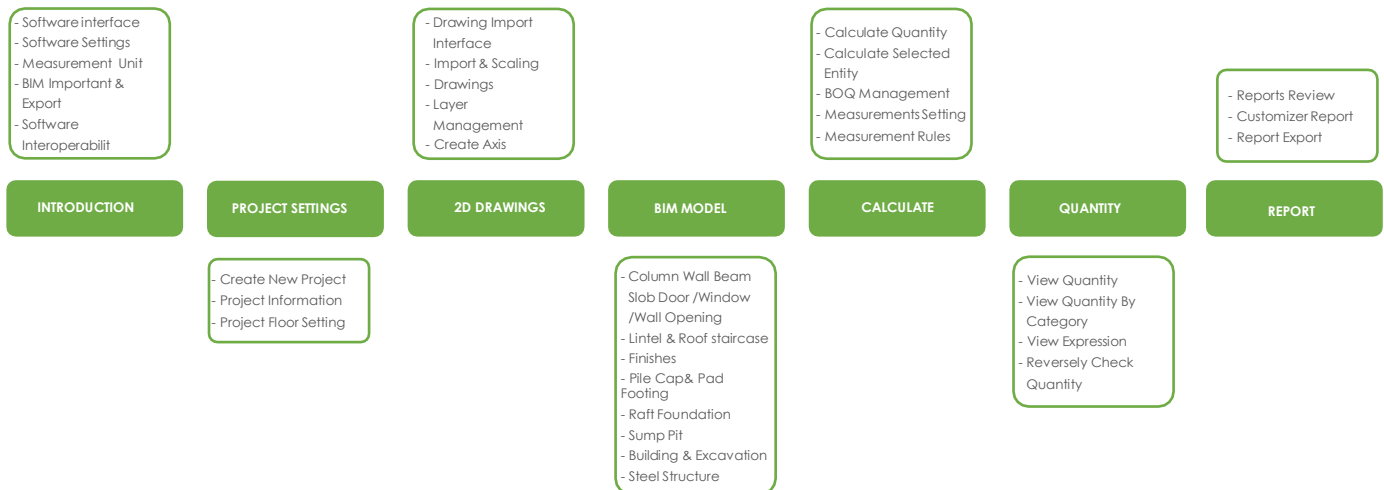 - Software interface
- Software Settings
- Measurement Unit
- BIM Important &
Export
- Software
Interoperabilit
- Drawing Import
Interface
- Import & Scaling
- Drawings
- Layer
Management
- Create Axis
- Calculate Quantity
- Calculate Selected
Entity
- BOQ Management
- Measurements Setting
- Measurement Rules
- Reports Review
- Customizer Report
- Report Export
INTRODUCTION
PROJECT SETTINGS
2D DRAWINGS
BIM MODEL
CALCULATE
QUANTITY
REPORT
- Create New Project
- Project Information
- Project Floor Setting
- Column Wall Beam
Slob Door /Window
/Wall Opening
- Lintel & Roof staircase
- Finishes
- Pile Cap& Pad
Footing
- Raft Foundation
- Sump Pit
- Building & Excavation
- Steel Structure
- View Quantity
- View Quantity By
Category
- View Expression
- Reversely Check
Quantity